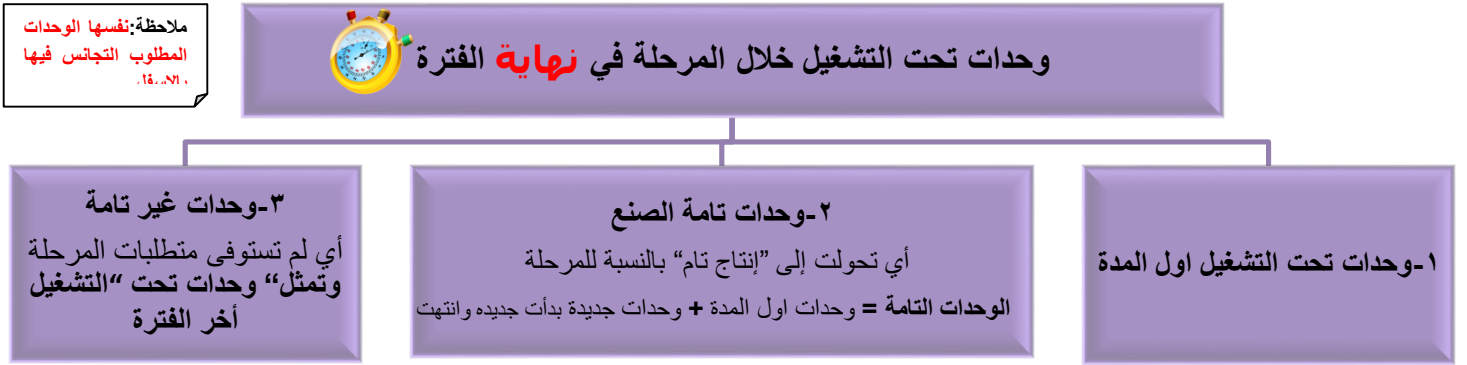 ملاحظة:نفسها الوحدات
المطلوب التجانس فيها
وحدات تحت التشغيل خلال المرحلة في نهاية الفترة
١-وحدات تحت التشغيل اول المدة
٢-وحدات تامة الصنع
أي تحولت إلى ”إنتاج تام“ بالنسبة للمرحلة
الوحدات التامة = وحدات اول المدة + وحدات جديدة بدأت جديده وانتهت
٣-وحدات غير تامة
أي لم تستوفى متطلبات المرحلة
وتمثل“ وحدات تحت “التشغيل
أخر الفترة